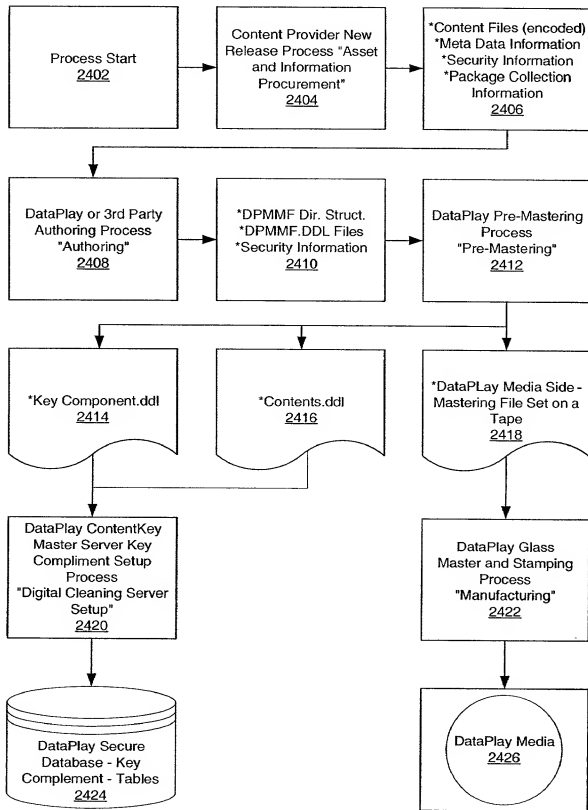 Process Start
2402
Content Provider New
Release Process "Asset
and Information
Procurement"
2404
*Content Files (encoded)
*Meta Data Information
*Security Information
*Package Collection
Information
2406
DataPlay or 3rd Party
Authoring Process
"Authoring"
2408
*DPMMF Dir. Struct.
*DPMMF.DDL Files
*Security Information
2410
DataPlay Pre-Mastering
Process
"Pre-Mastering"
2412
*Key Component.ddl
2414
*Contents.ddl
2416
*DataPLay Media Side -
Mastering File Set on a
Tape
2418
DataPlay ContentKey
Master Server Key
Compliment Setup
Process
"Digital Cleaning Server
Setup"
2420
DataPlay Glass
Master and Stamping
Process
"Manufacturing"
2422
DataPlay Secure
Database - Key
Complement - Tables
2424
DataPlay Media
2426